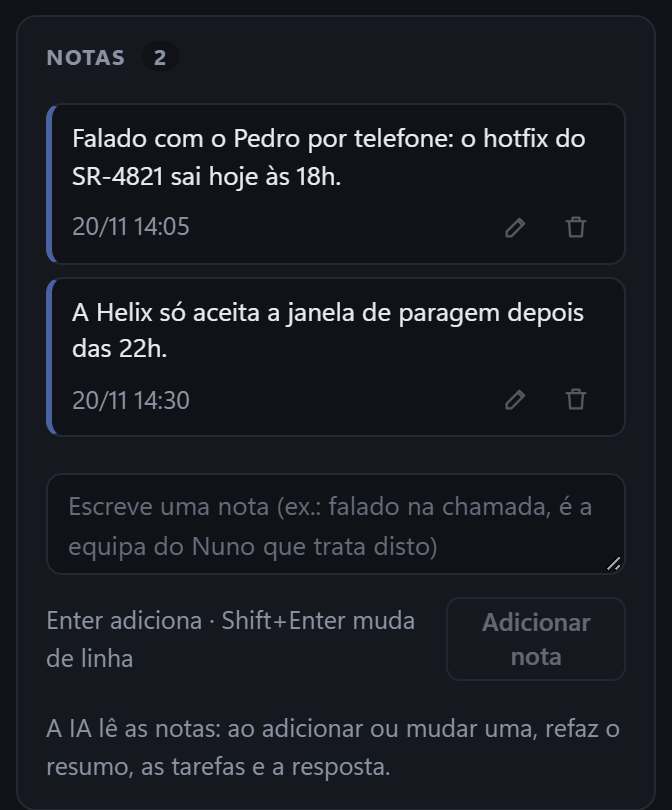 NOTAS 2
Falado com o Pedro por telefone: o hotfix do
SR-4821 sai hoje às 18h.
20/11 14:05
A Helix só aceita a janela de paragem depois
das 22h.
20/11 14:30
Escreve uma nota (ex.: falado na chamada, é a
equipa do Nuno que trata disto)
Enter adiciona · Shift+Enter muda
de linha
Adicionar
nota
A IA lê as notas: ao adicionar ou mudar uma, refaz o
resumo, as tarefas e a resposta.